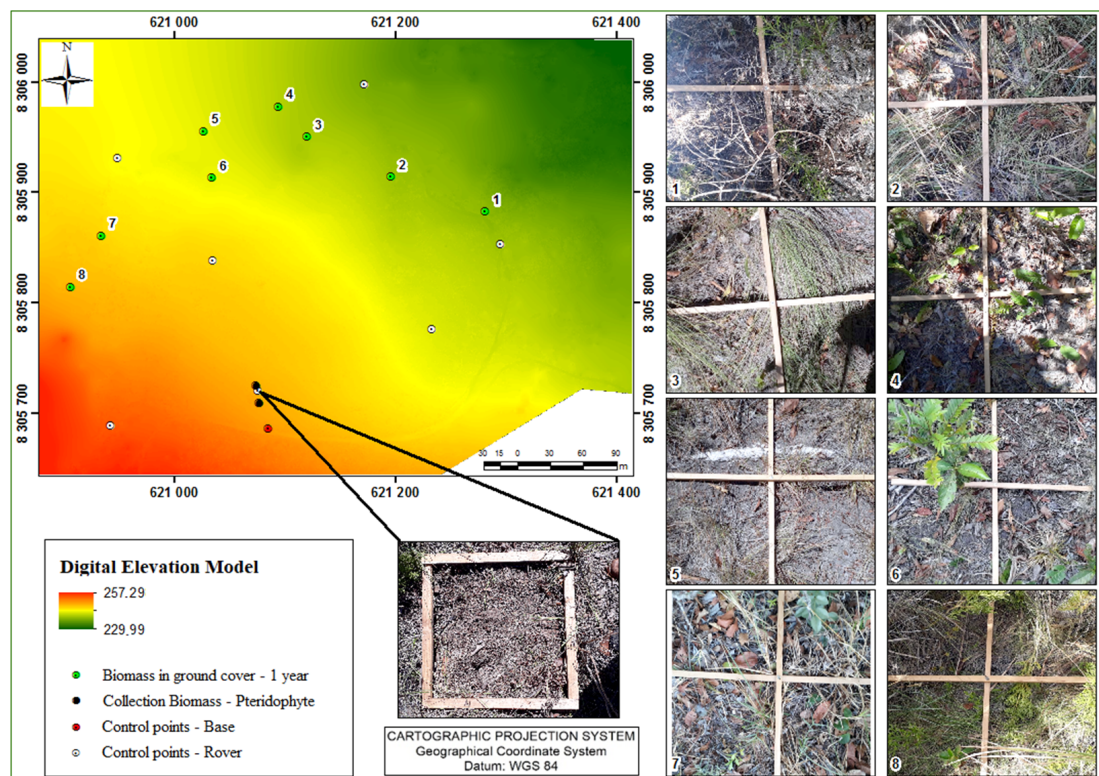 621 000 621 200 621 400
N
8 306 000
8 305 900
8 305 800
8 305 700
8 306 000
8 305 900
8 305 800
8 305 700
4
5
3
6
2
1
7
8
30 15 0 30 60 90
m
621 000 621 200 621 400
Digital Elevation Model
257.29
229,99
Biomass in ground cover - 1 year
Collection Biomass - Pteridophyte
Control points - Base
Control points - Rover
CARTOGRAPHIC PROJECTION SYSTEM
Geographical Coordinate System
Datum: WGS 84
1
2
3
4
5
6
7
8